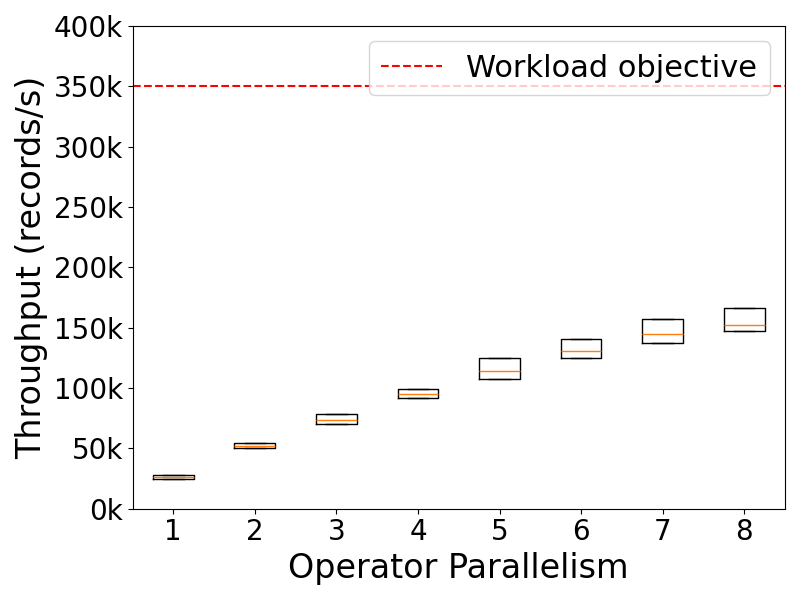 400k
350k
300k
250k
200k
150k
100k
50k
0k
Throughput (records/s)
Workload objective
1 2 3 4 5 6 7 8
Operator Parallelism